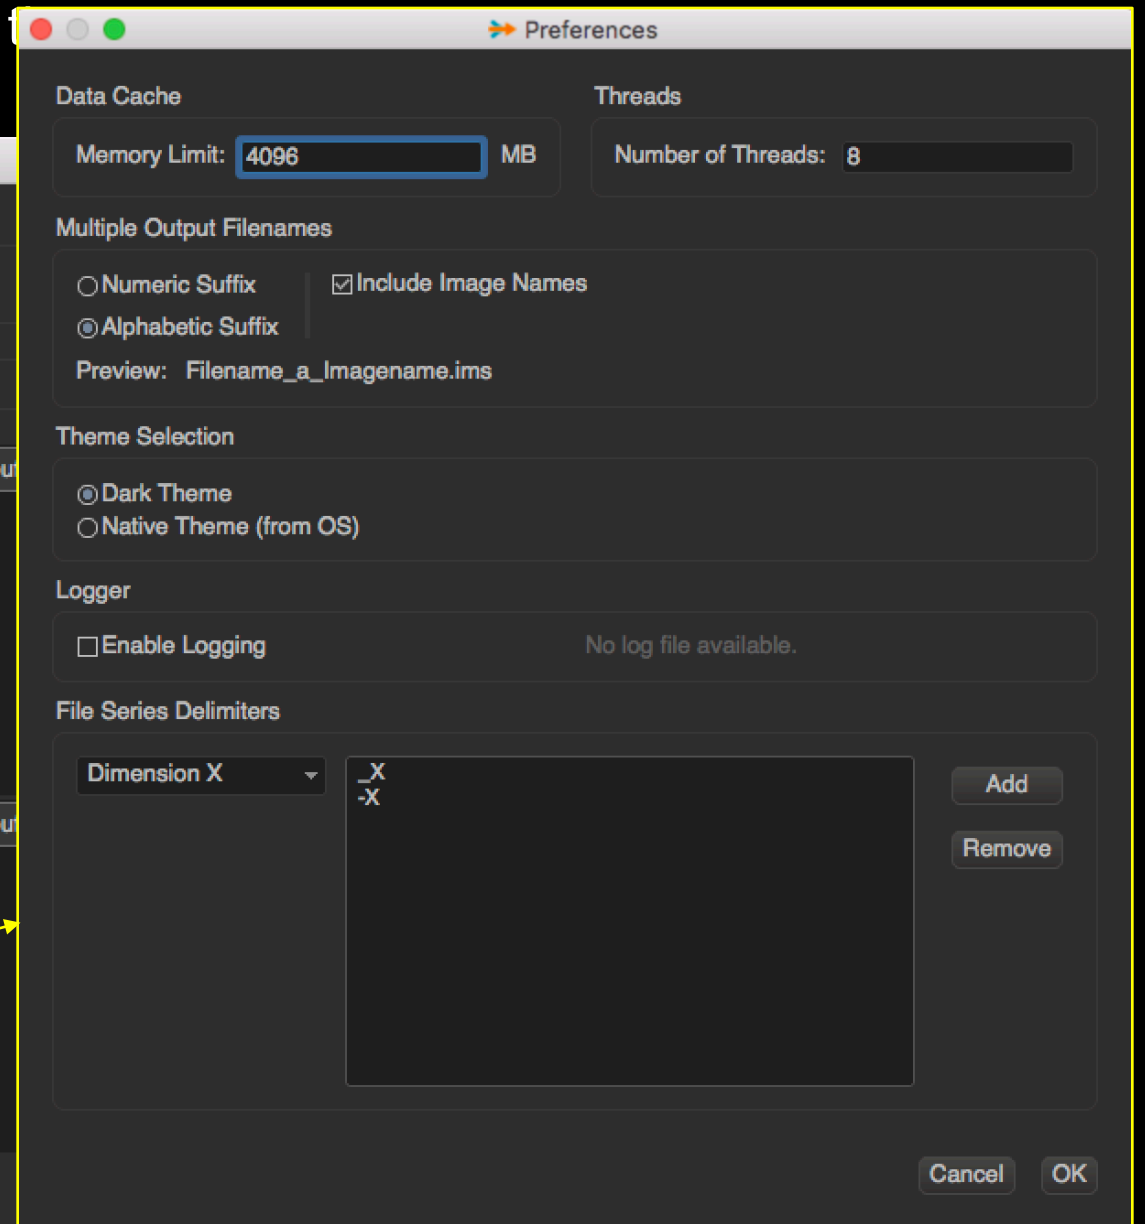 Preferences
Data Cache
Threads
Memory Limit: 4096 MB
Number of Threads: 8
Multiple Output Filenames
Numeric Suffix
Include Image Names
Alphabetic Suffix
Preview: Filename_a_Imagename.ims
Theme Selection
Dark Theme
Native Theme (from OS)
Logger
Enable Logging
No log file available.
File Series Delimiters
Dimension X
_X
-X
Add
Remove
Cancel
OK